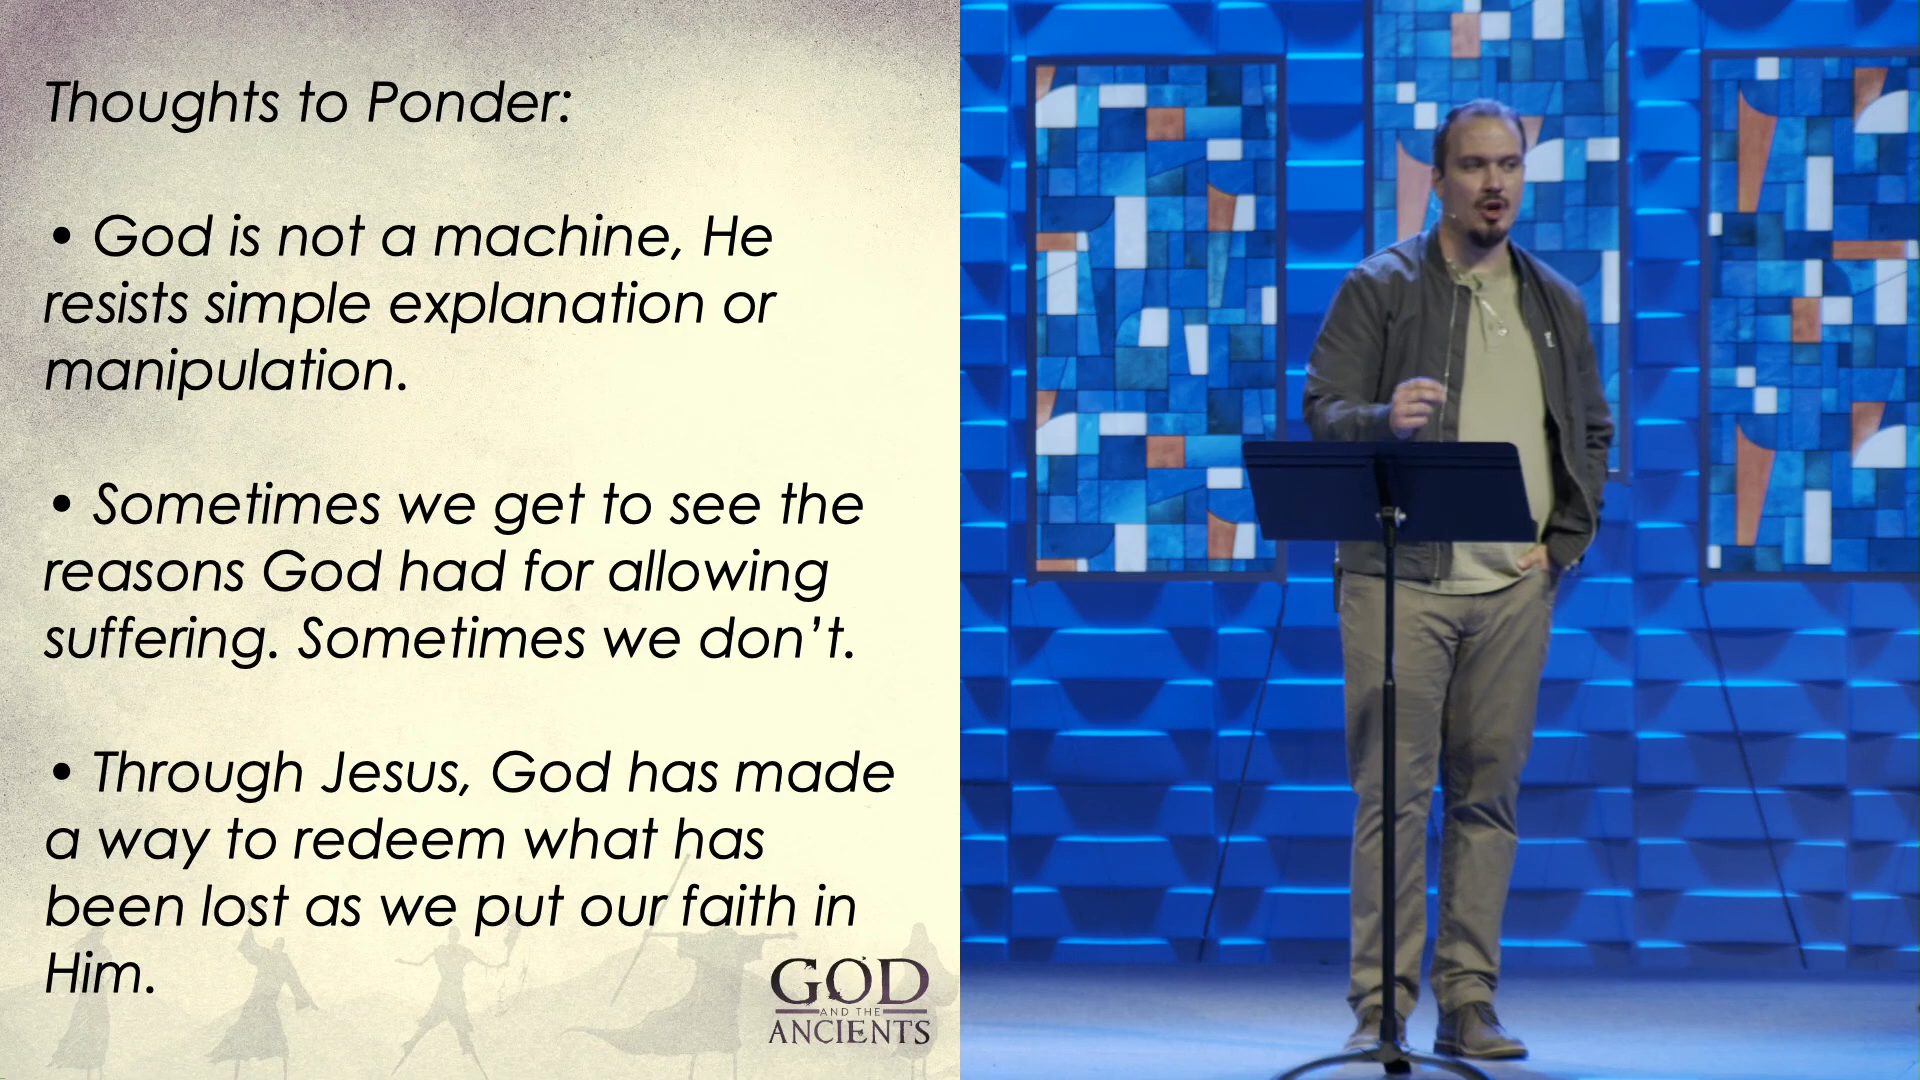 Thoughts to Ponder:
• God is not a machine, He
resists simple explanation or
manipulation.
• Sometimes we get to see the
reasons God had for allowing
suffering. Sometimes we don’t.
• Through Jesus, God has made
a way to redeem what has
been lost as we put our faith in
Him.
GOD
AND THE
ANCIENTS